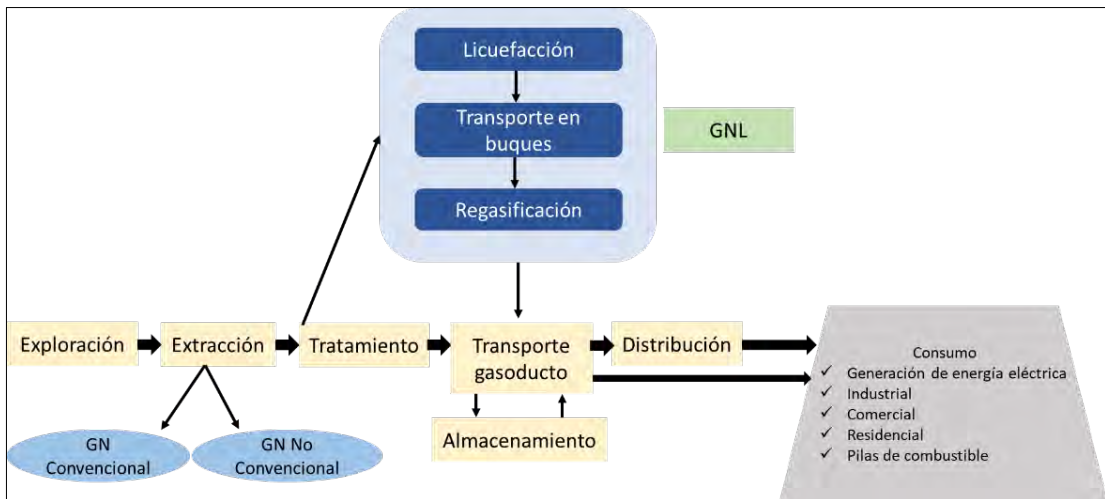 Licuefacción
Transporte en
buques
Regasificación
GNL
Exploración
Extracción
Tratamiento
Transporte
gasoducto
Distribución
Almacenamiento
GN
Convencional
GN No
Convencional
Consumo
✓ Generación de energía eléctrica
✓ Industrial
✓ Comercial
✓ Residencial
✓ Pilas de combustible